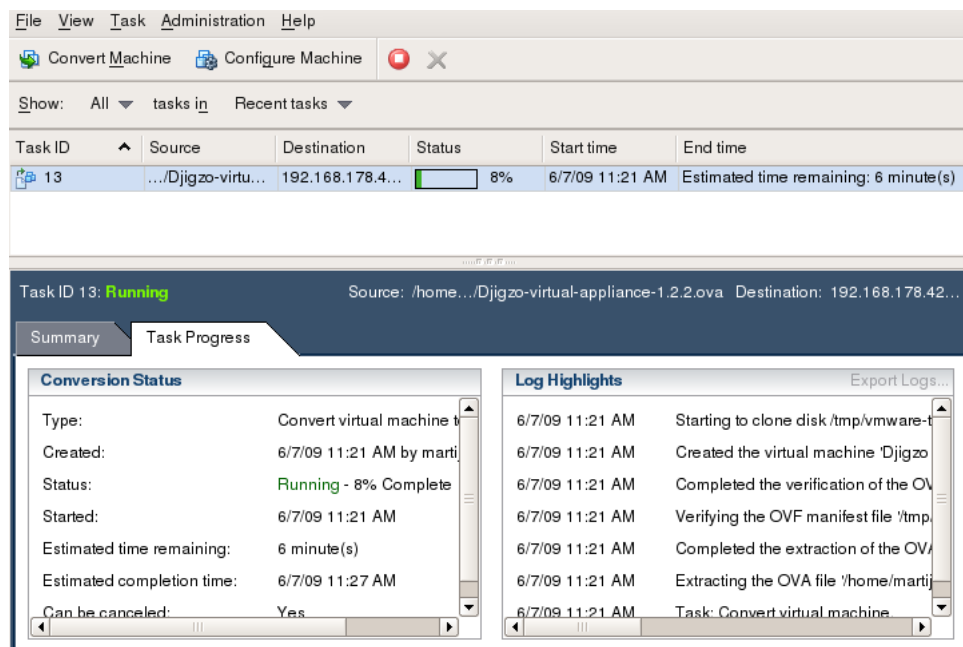 File View Task Administration Help
Convert Machine Configure Machine
Show: All tasks in Recent tasks
Task ID Source Destination Status Start time End time
13 .../Djigzo-virtu... 192.168.178.4... 8% 6/7/09 11:21 AM Estimated time remaining: 6 minute(s)
Task ID 13: Running Source: /home.../Djigzo-virtual-appliance-1.2.2.ova Destination: 192.168.178.42...
Summary Task Progress
Conversion Status
Type: Convert virtual machine t
Created: 6/7/09 11:21 AM by martij
Status: Running - 8% Complete
Started: 6/7/09 11:21 AM
Estimated time remaining: 6 minute(s)
Estimated completion time: 6/7/09 11:27 AM
Can be canceled: Yes
Log Highlights Export Logs...
6/7/09 11:21 AM Starting to clone disk /tmp/vmware-t
6/7/09 11:21 AM Created the virtual machine 'Djigzo
6/7/09 11:21 AM Completed the verification of the OV
6/7/09 11:21 AM Verifying the OVF manifest file '/tmp
6/7/09 11:21 AM Completed the extraction of the OVA
6/7/09 11:21 AM Extracting the OVA file '/home/martij
6/7/09 11:21 AM Task: Convert virtual machine.